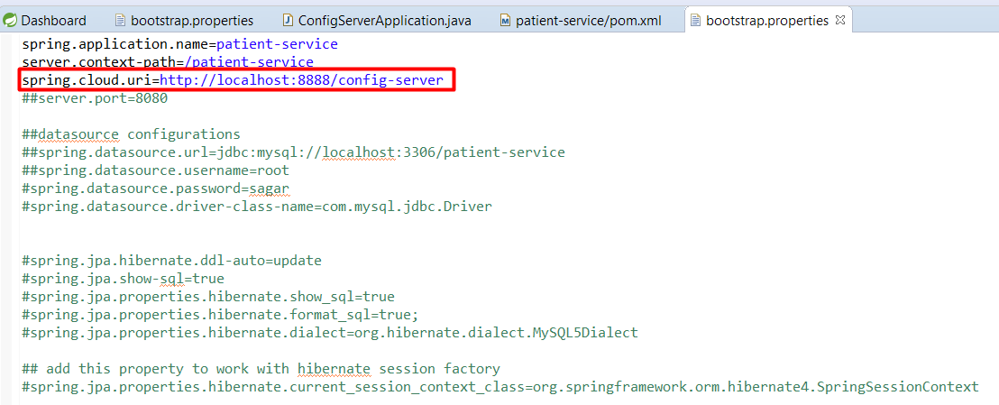 Dashboard bootstrap.properties ConfigServerApplication.java patient-service/pom.xml bootstrap.properties
spring.application.name=patient-service
server.context-path=/patient-service
spring.cloud.uri=http://localhost:8888/config-server
##server.port=8080
##datasource configurations
##spring.datasource.url=jdbc:mysql://localhost:3306/patient-service
##spring.datasource.username=root
#spring.datasource.password=sagar
#spring.datasource.driver-class-name=com.mysql.jdbc.Driver
#spring.jpa.hibernate.ddl-auto=update
#spring.jpa.show-sql=true
#spring.jpa.properties.hibernate.show_sql=true
#spring.jpa.properties.hibernate.format_sql=true;
#spring.jpa.properties.hibernate.dialect=org.hibernate.dialect.MySQL5Dialect
## add this property to work with hibernate session factory
#spring.jpa.properties.hibernate.current_session_context_class=org.springframework.orm.hibernate4.SpringSessionContext